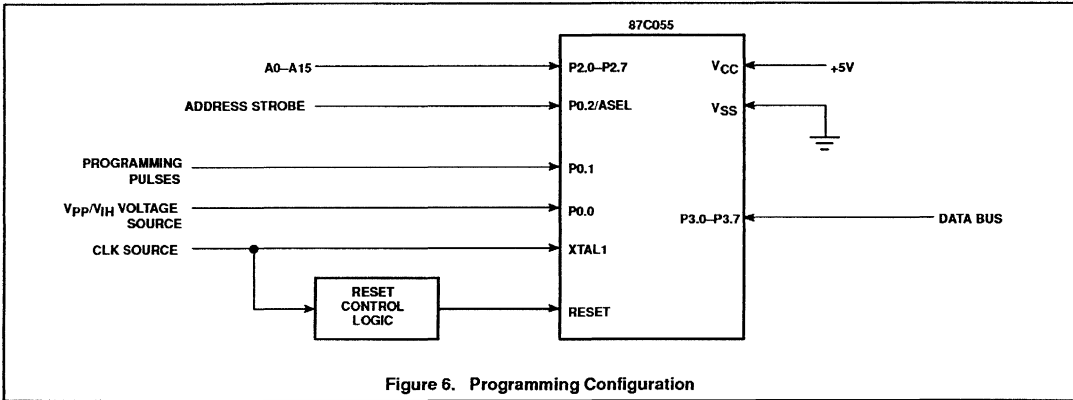 87C055
A0–A15
P2.0–P2.7
VCC
+5V
ADDRESS STROBE
P0.2/ASEL
VSS
PROGRAMMING
PULSES
P0.1
VPP/VIH VOLTAGE
SOURCE
P0.0
P3.0–P3.7
DATA BUS
CLK SOURCE
XTAL1
RESET
CONTROL
LOGIC
RESET
Figure 6. Programming Configuration